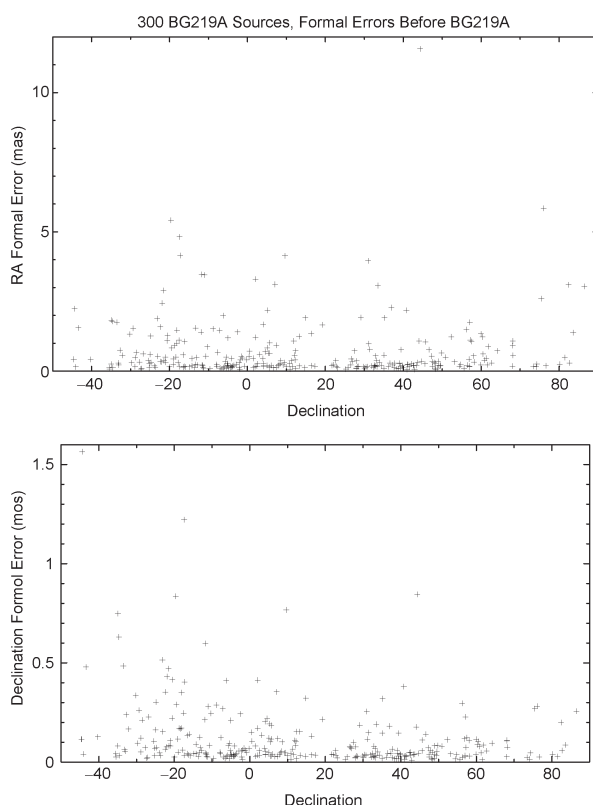 300 BG219A Sources, Formal Errors Before BG219A
10
5
0
RA Formal Error (mas)
−40 −20 0 20 40 60 80
Declination
1.5
1
0.5
0
Declination Formol Error (mos)
−40 −20 0 20 40 60 80
Declination